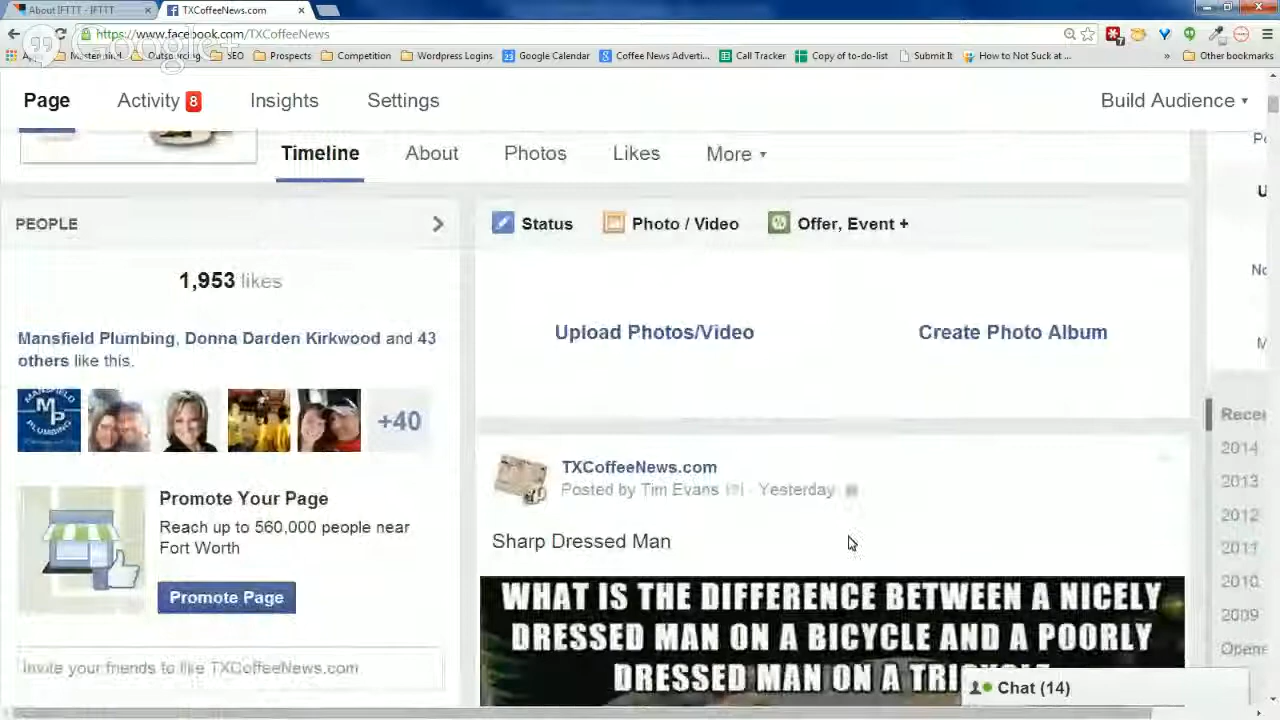 About IFTTT - IFTTT
TXCoffeeNews.com
https://www.facebook.com/TXCoffeeNews
Google+
SEO
Prospects
Competition
Wordpress Logins
Google Calendar
Coffee News Adverti...
Call Tracker
Copy of to-do-list
Submit It
How to Not Suck at ...
Other bookmarks
Page
Activity 8
Insights
Settings
Build Audience
Timeline
About
Photos
Likes
More
PEOPLE
Status
Photo / Video
Offer, Event +
1,953 likes
Upload Photos/Video
Create Photo Album
Mansfield Plumbing, Donna Darden Kirkwood and 43
others like this.
MANSFIELD
MP
PLUMBING
+40
Recen
2014
2013
2012
2011
2010
2009
Opene
TXCoffeeNews.com
Posted by Tim Evans [?] · Yesterday
Promote Your Page
Reach up to 560,000 people near
Fort Worth
Promote Page
Sharp Dressed Man
WHAT IS THE DIFFERENCE BETWEEN A NICELY
DRESSED MAN ON A BICYCLE AND A POORLY
DRESSED MAN ON A
Invite your friends to like TXCoffeeNews.com
Chat (14)